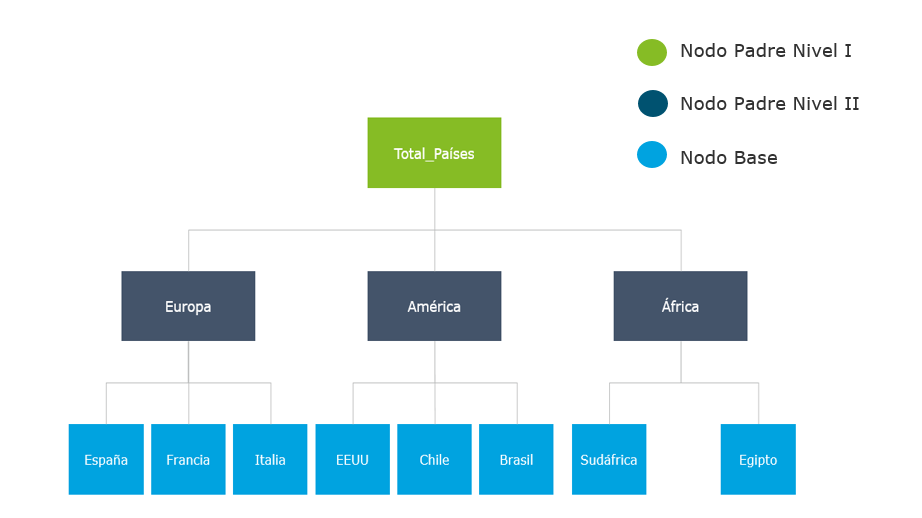 Nodo Padre Nivel I
Nodo Padre Nivel II
Nodo Base
Total_Países
Europa
América
África
España
Francia
Italia
EEUU
Chile
Brasil
Sudáfrica
Egipto